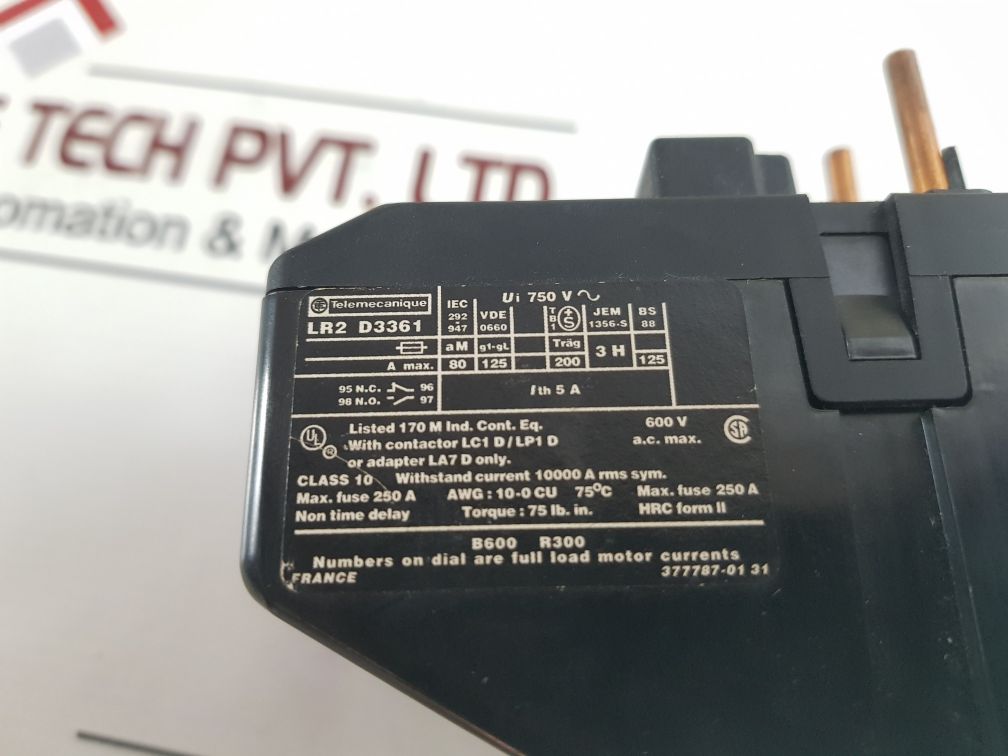 TECH PVT. LTD
omation & M
Telemecanique
LR2 D3361
A max.
IEC 292 - 947
aM
80
VDE 0660
g1-gL
125
Ui 750 V ~
TB1 S
Träg
200
JEM 1356-S
3 H
BS 88
125
95 N.C. 96
98 N.O. 97
Ith 5 A
UL ®
Listed 170 M Ind. Cont. Eq.
With contactor LC1 D/LP1 D
or adapter LA7 D only.
600 V
a.c. max.
SA
CLASS 10 Withstand current 10000 A rms sym.
Max. fuse 250 A AWG : 10-0 CU 75°C Max. fuse 250 A
Non time delay Torque : 75 lb. in. HRC form II
B600 R300
Numbers on dial are full load motor currents
FRANCE 377787-01 31